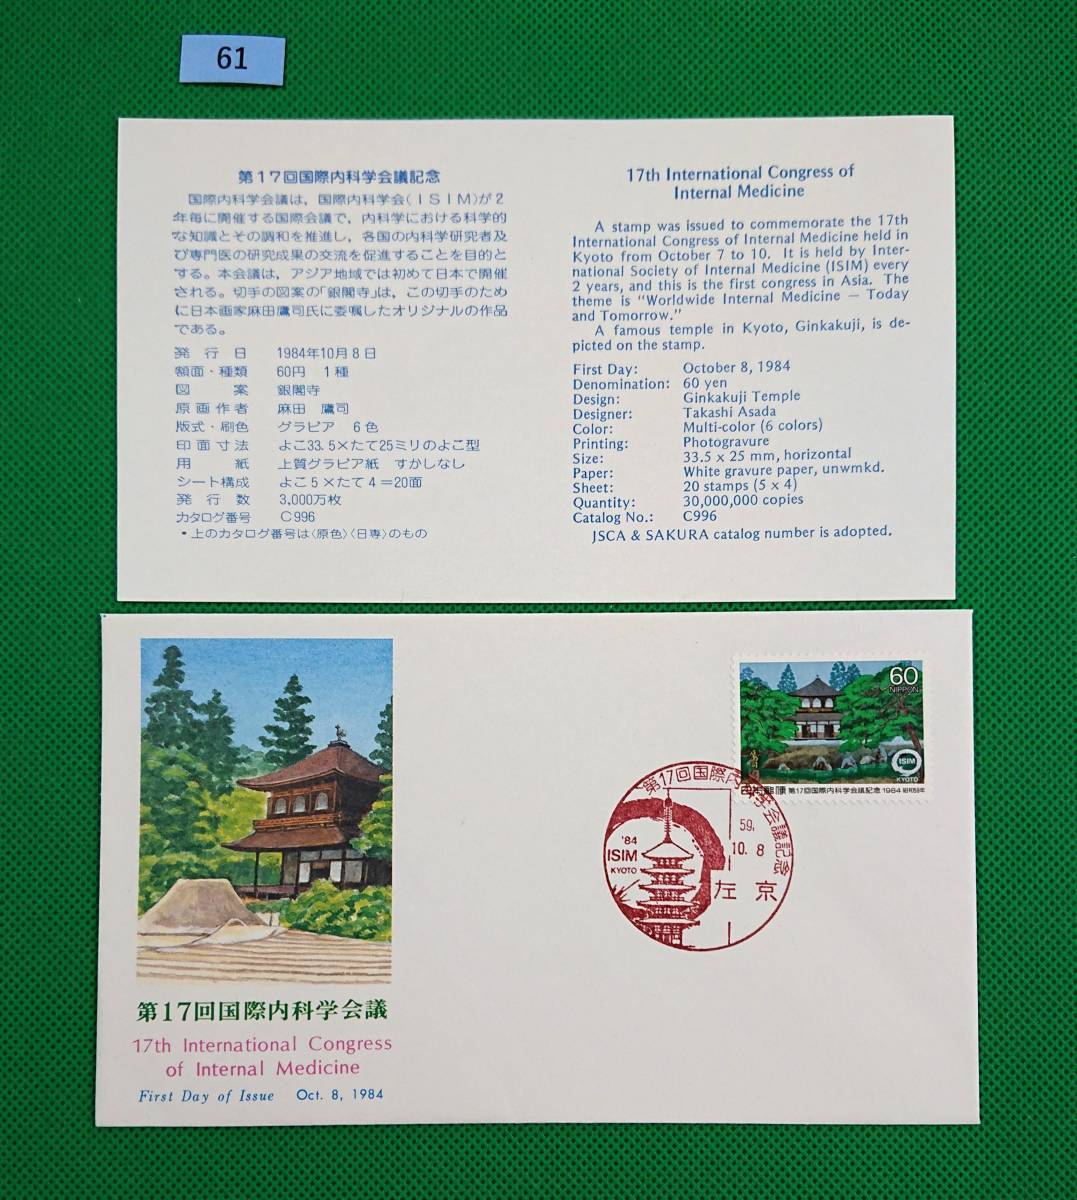 61
第17回国際内科学会議記念
国際内科学会議は，国際内科学会(ISIM)が2
年毎に開催する国際会議で，内科学における科学的
な知識とその調和を推進し，各国の内科学研究者及
び専門医の研究成果の交流を促進することを目的と
する。本会議は，アジア地域では初めて日本で開催
される。切手の図案の「銀閣寺」は，この切手のため
に日本画家麻田鷹司氏に委嘱したオリジナルの作品
である。
発行日 1984年10月8日
額面・種類 60円 1種
図案 銀閣寺
原画作者 麻田 鷹司
版式・刷色 グラビア 6色
印面寸法 よこ33.5×たて25ミリのよこ型
用紙 上質グラビア紙 すかしなし
シート構成 よこ5×たて4＝20面
発行数 3,000万枚
カタログ番号 C996
・上のカタログ番号は〈原色〉〈日専〉のもの
17th International Congress of
Internal Medicine
A stamp was issued to commemorate the 17th
International Congress of Internal Medicine held in
Kyoto from October 7 to 10. It is held by Inter-
national Society of Internal Medicine (ISIM) every
2 years, and this is the first congress in Asia. The
theme is "Worldwide Internal Medicine — Today
and Tomorrow."
A famous temple in Kyoto, Ginkakuji, is de-
picted on the stamp.
First Day: October 8, 1984
Denomination: 60 yen
Design: Ginkakuji Temple
Designer: Takashi Asada
Color: Multi-color (6 colors)
Printing: Photogravure
Size: 33.5 x 25 mm, horizontal
Paper: White gravure paper, unwmkd.
Sheet: 20 stamps (5 x 4)
Quantity: 30,000,000 copies
Catalog No.: C996
JSCA & SAKURA catalog number is adopted.
60
NIPPON
ISIM
KYOTO
日本郵便 第17回国際内科学会議記念 1984 昭和59年
第17回国際内科学会議記念
'84
ISIM
KYOTO
59.
10.8
左京
第17回国際内科学会議
17th International Congress
of Internal Medicine
First Day of Issue Oct. 8, 1984